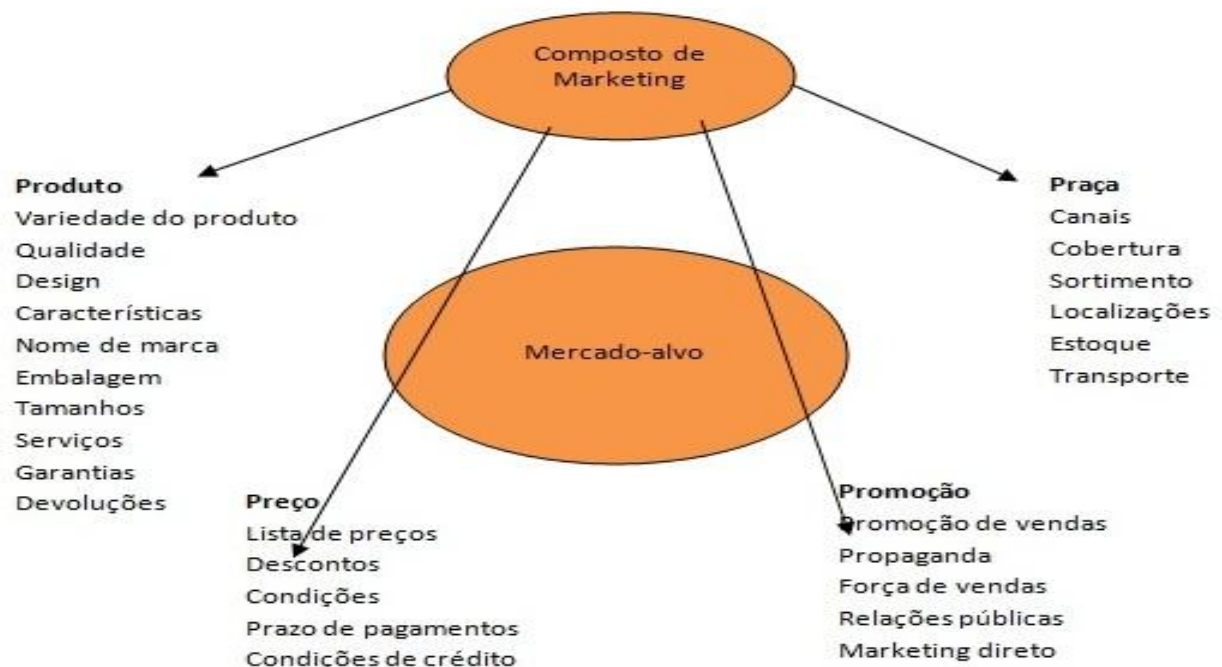 Composto de
Marketing
Produto
Variedade do produto
Qualidade
Design
Características
Nome de marca
Embalagem
Tamanhos
Serviços
Garantias
Devoluções
Mercado-alvo
Praça
Canais
Cobertura
Sortimento
Localizações
Estoque
Transporte
Preço
Lista de preços
Descontos
Condições
Prazo de pagamentos
Condições de crédito
Promoção
Promoção de vendas
Propaganda
Força de vendas
Relações públicas
Marketing direto